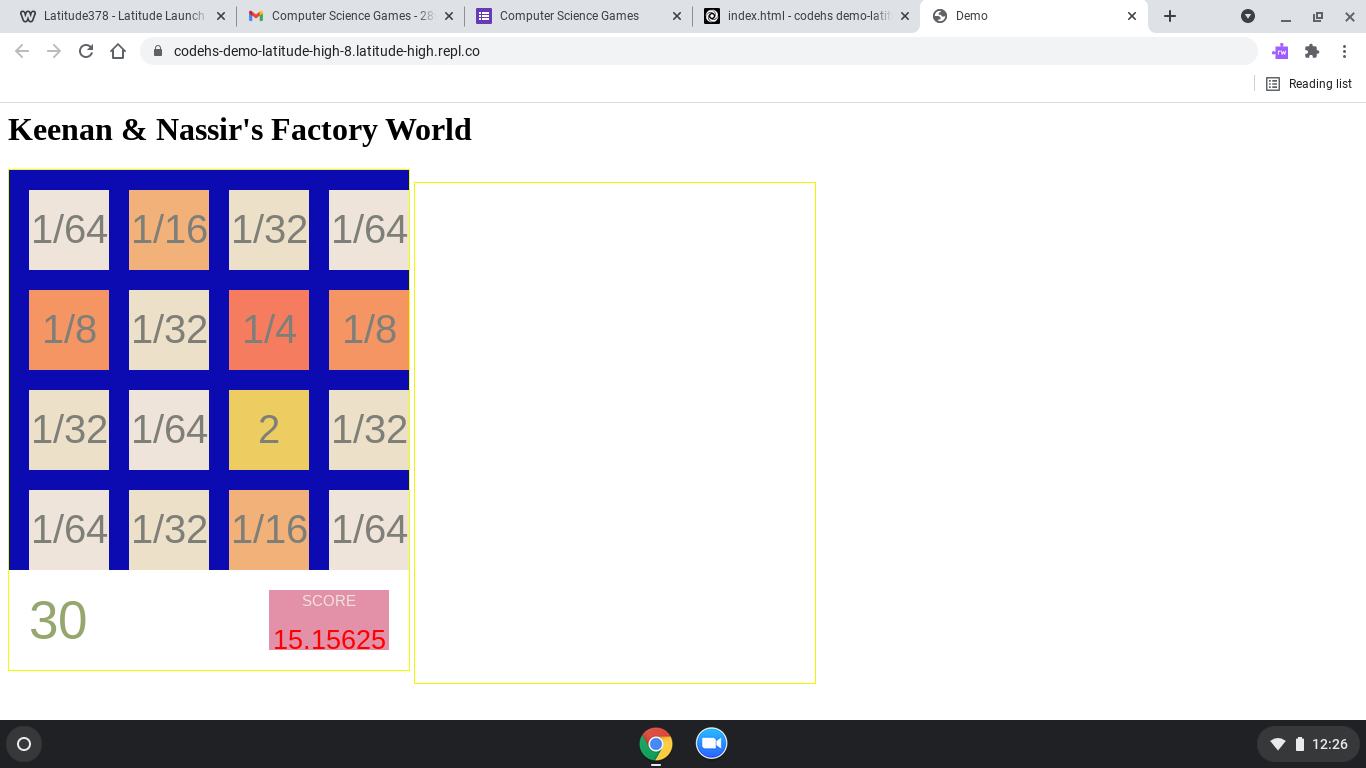 Latitude378 - Latitude Launch
Computer Science Games - 28
Computer Science Games
index.html - codehs demo-latit
Demo
codehs-demo-latitude-high-8.latitude-high.repl.co
rw
Reading list
Keenan & Nassir's Factory World
1/64 1/16 1/32 1/64
1/8 1/32 1/4 1/8
1/32 1/64 2 1/32
1/64 1/32 1/16 1/64
30
SCORE
15.15625
12:26